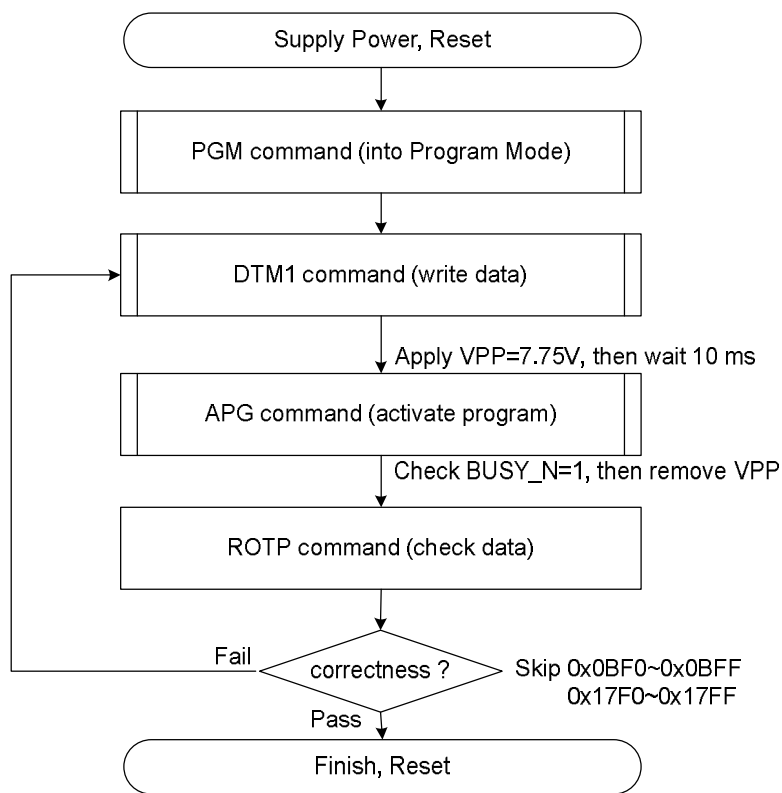 Supply Power, Reset
PGM command (into Program Mode)
DTM1 command (write data)
Apply VPP=7.75V, then wait 10 ms
APG command (activate program)
Check BUSY_N=1, then remove VPP
ROTP command (check data)
Fail
correctness ?
Skip 0x0BF0~0x0BFF
0x17F0~0x17FF
Pass
Finish, Reset